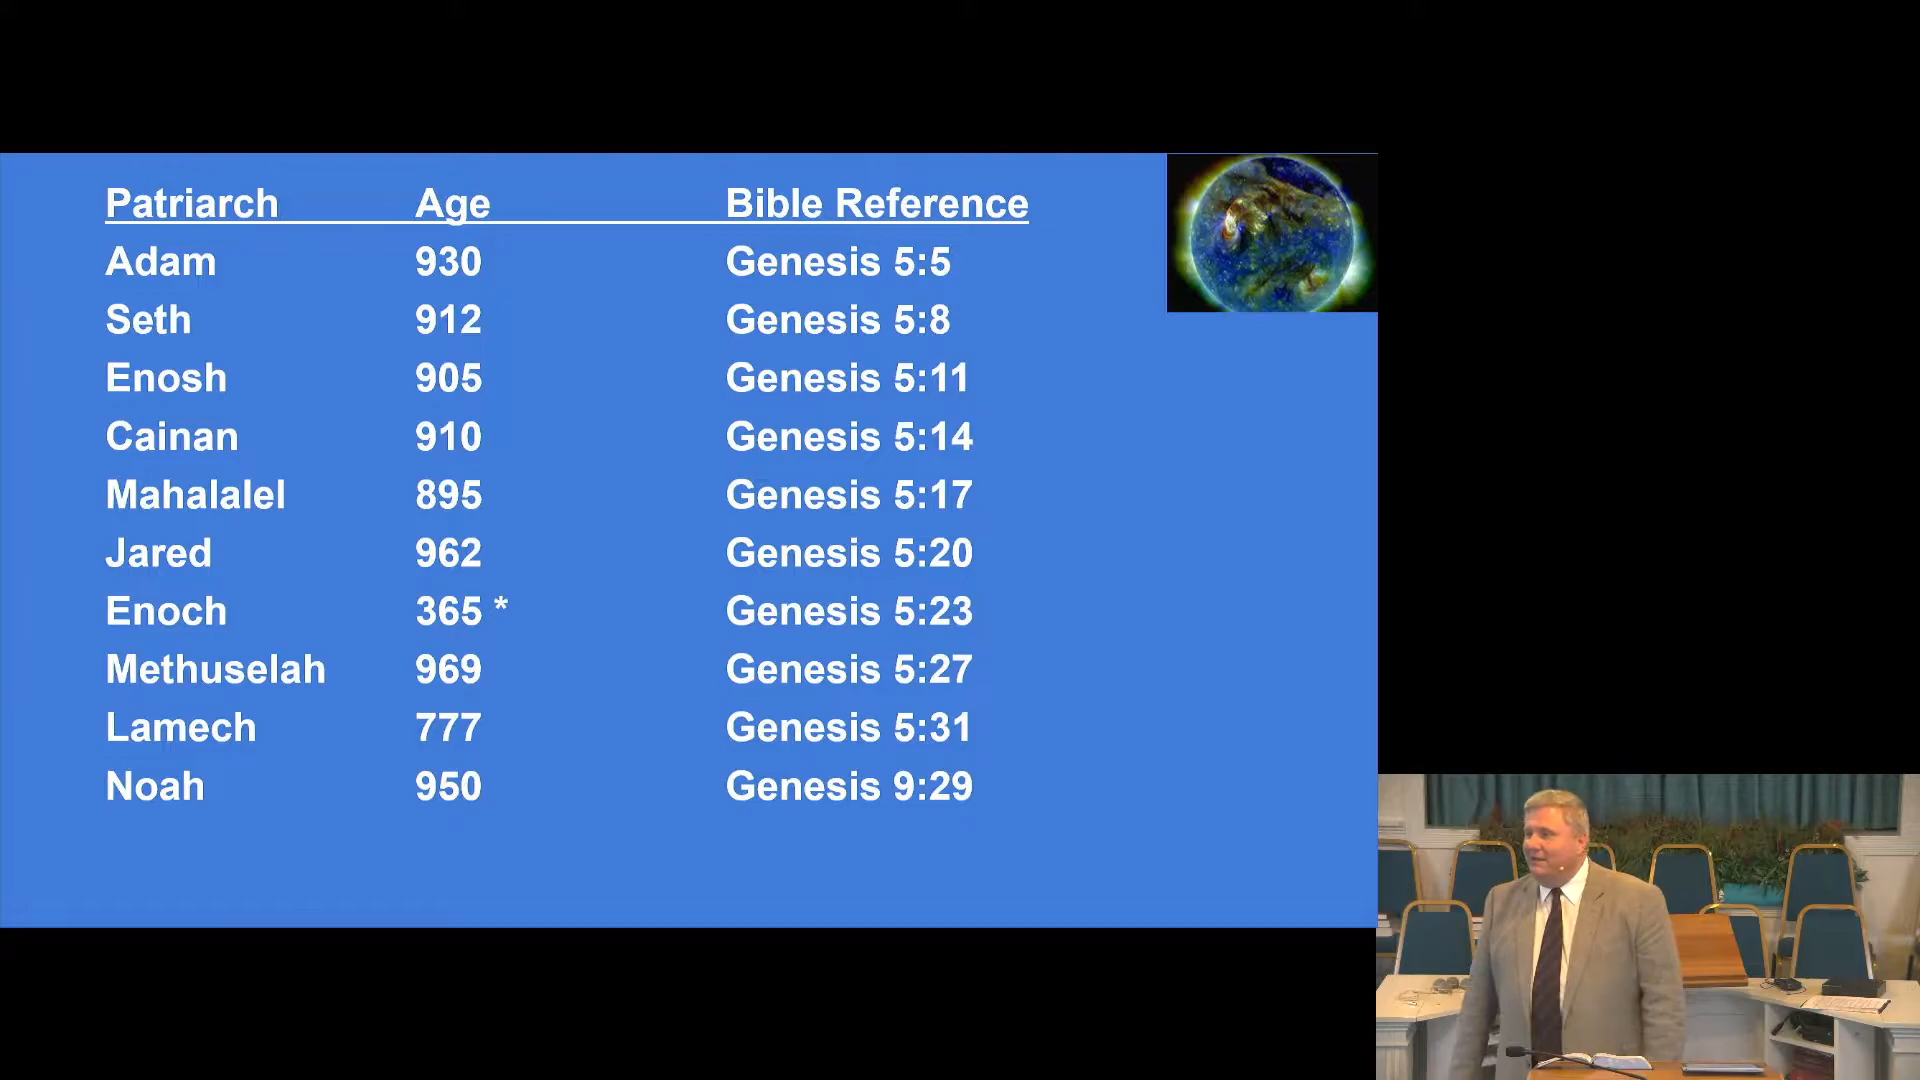 Patriarch Age Bible Reference
Adam 930 Genesis 5:5
Seth 912 Genesis 5:8
Enosh 905 Genesis 5:11
Cainan 910 Genesis 5:14
Mahalalel 895 Genesis 5:17
Jared 962 Genesis 5:20
Enoch 365 * Genesis 5:23
Methuselah 969 Genesis 5:27
Lamech 777 Genesis 5:31
Noah 950 Genesis 9:29